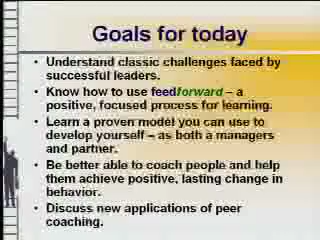 Goals for today
• Understand classic challenges faced by
successful leaders.
• Know how to use feedforward – a
positive, focused process for learning.
• Learn a proven model you can use to
develop yourself – as both a managers
and partner.
• Be better able to coach people and help
them achieve positive, lasting change in
behavior.
• Discuss new applications of peer
coaching.